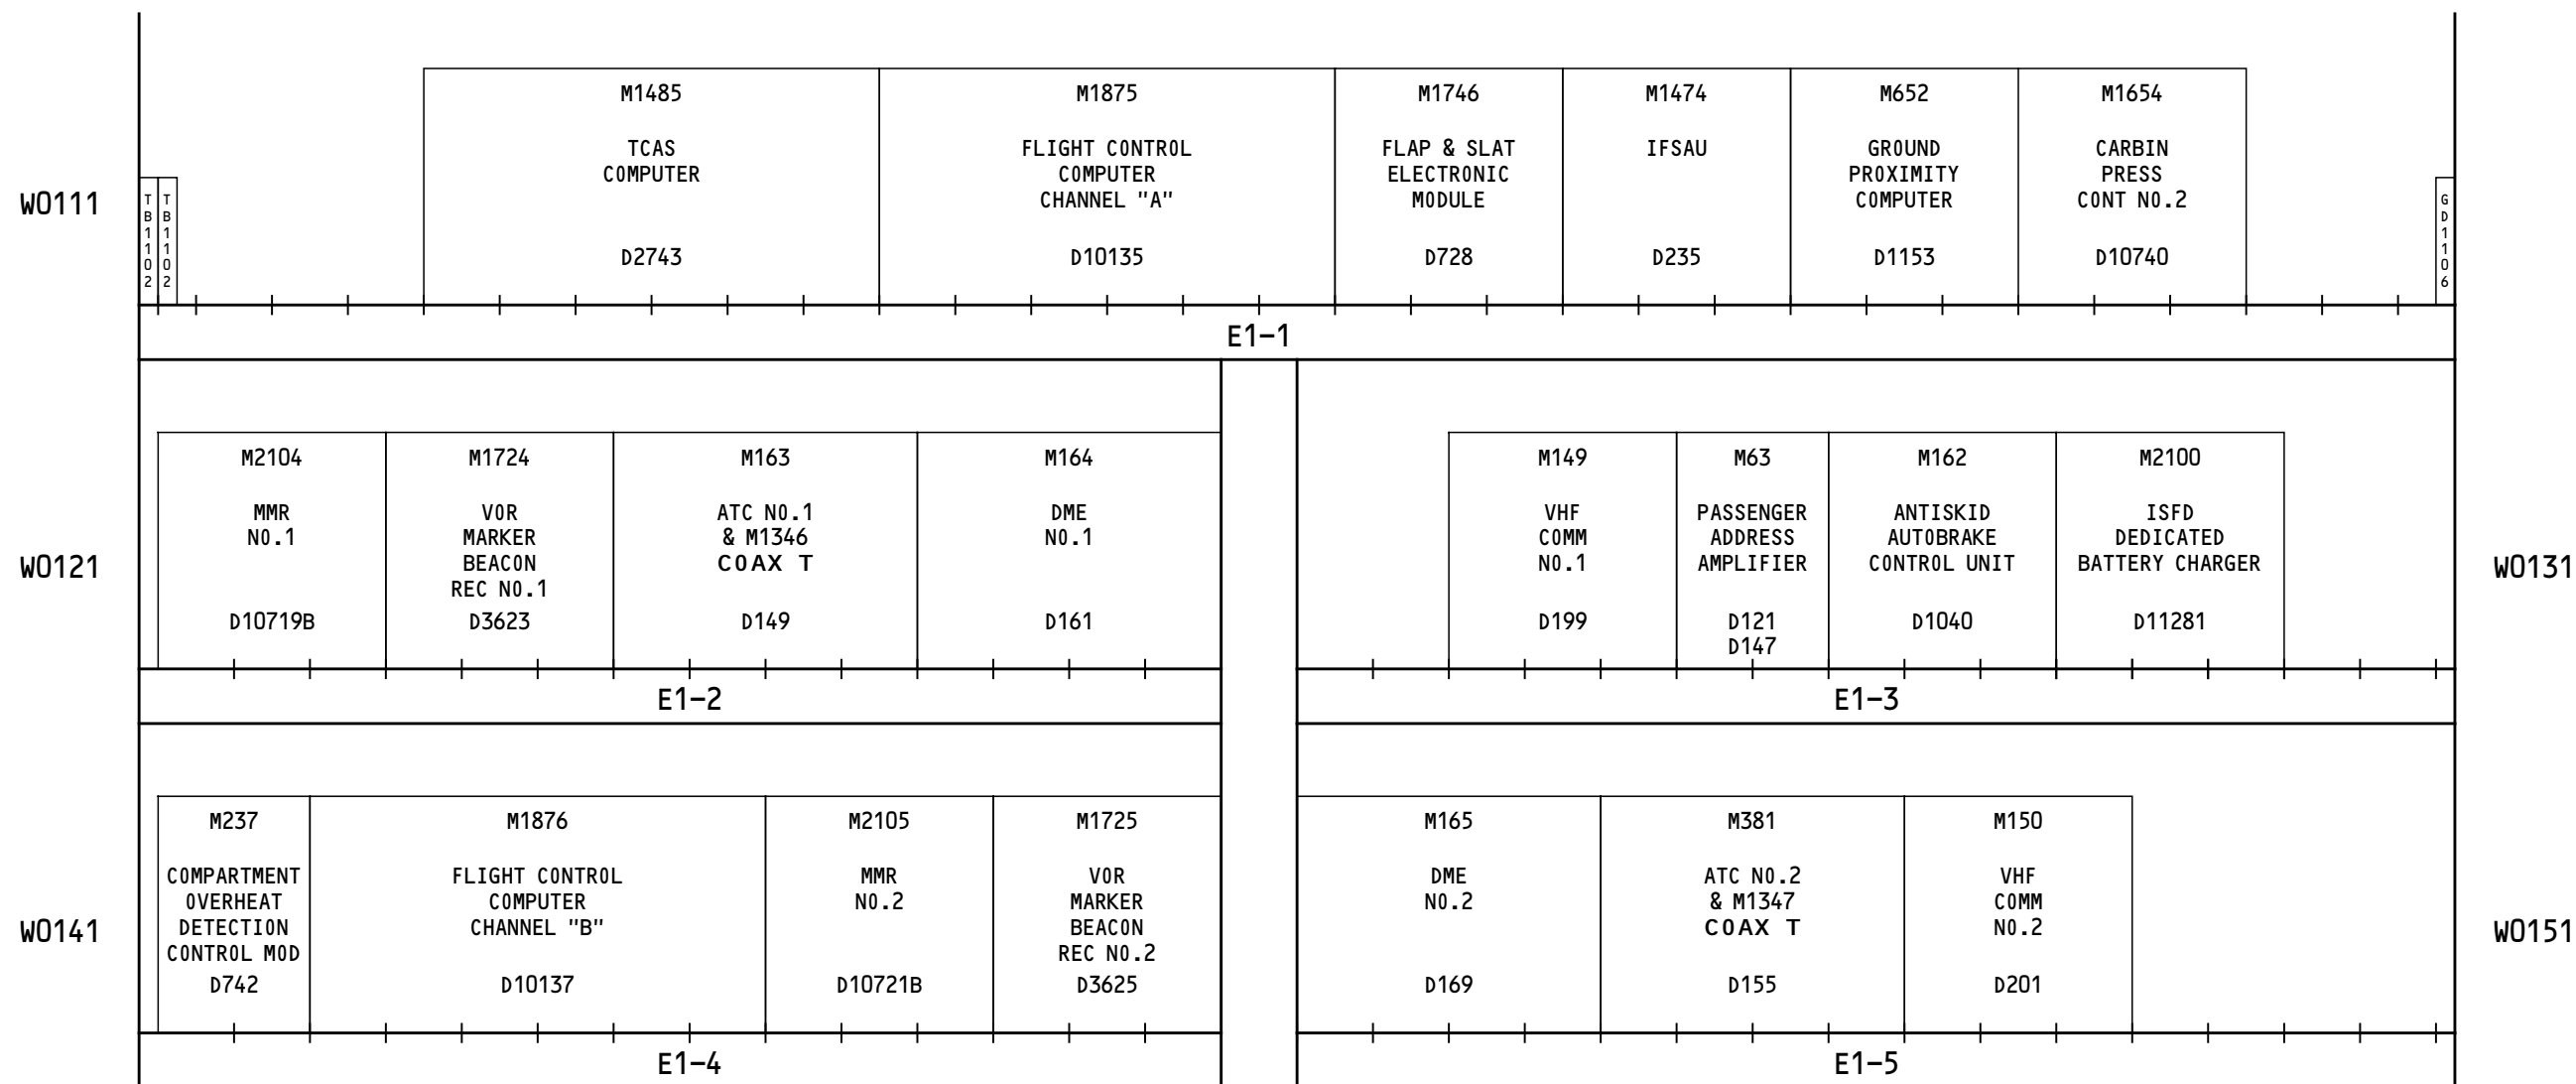 W0111
TB1102
TB1102
M1485
TCAS
COMPUTER
D2743
M1875
FLIGHT CONTROL
COMPUTER
CHANNEL "A"
D10135
M1746
FLAP & SLAT
ELECTRONIC
MODULE
D728
M1474
IFSAU
D235
M652
GROUND
PROXIMITY
COMPUTER
D1153
M1654
CARBIN
PRESS
CONT NO.2
D10740
GD1106
E1-1
W0121
M2104
MMR
NO.1
D10719B
M1724
VOR
MARKER
BEACON
REC NO.1
D3623
M163
ATC NO.1
& M1346
COAX T
D149
M164
DME
NO.1
D161
E1-2
M149
VHF
COMM
NO.1
D199
M63
PASSENGER
ADDRESS
AMPLIFIER
D121
D147
M162
ANTISKID
AUTOBRAKE
CONTROL UNIT
D1040
M2100
ISFD
DEDICATED
BATTERY CHARGER
D11281
W0131
E1-3
W0141
M237
COMPARTMENT
OVERHEAT
DETECTION
CONTROL MOD
D742
M1876
FLIGHT CONTROL
COMPUTER
CHANNEL "B"
D10137
M2105
MMR
NO.2
D10721B
M1725
VOR
MARKER
BEACON
REC NO.2
D3625
E1-4
M165
DME
NO.2
D169
M381
ATC NO.2
& M1347
COAX T
D155
M150
VHF
COMM
NO.2
D201
W0151
E1-5